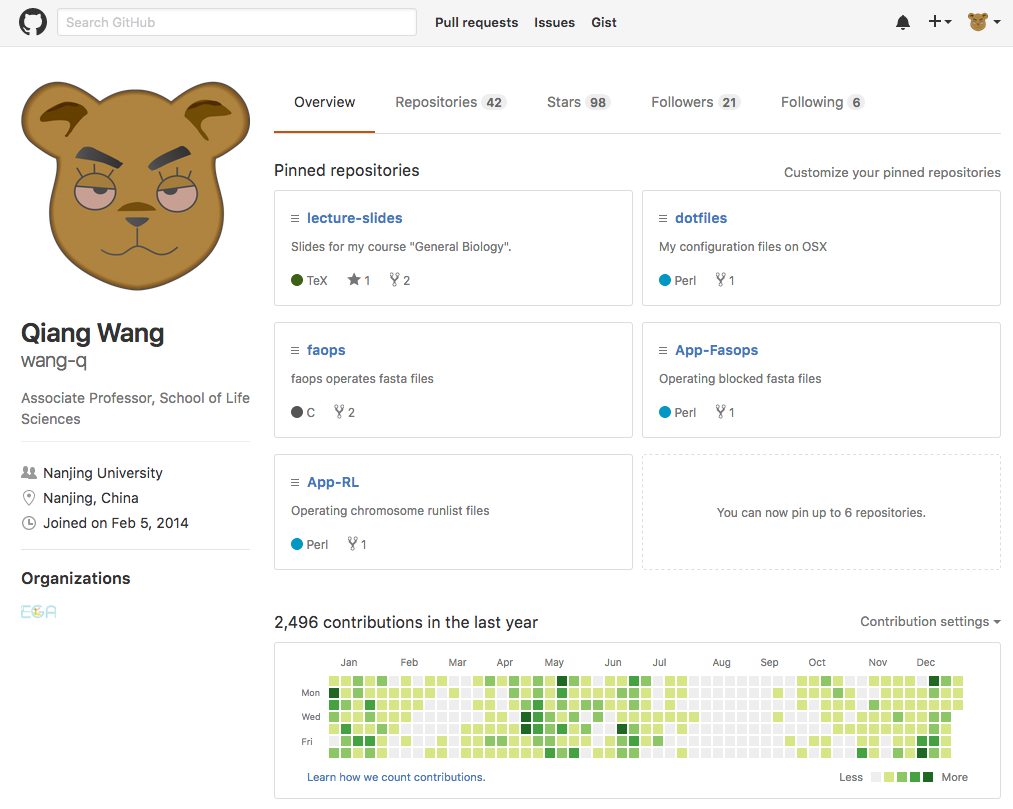 Search GitHub
Pull requests
Issues
Gist
Overview
Repositories 42
Stars 98
Followers 21
Following 6
Qiang Wang
wang-q
Associate Professor, School of Life
Sciences
Nanjing University
Nanjing, China
Joined on Feb 5, 2014
Organizations
EGA
Pinned repositories
Customize your pinned repositories
lecture-slides
Slides for my course "General Biology".
TeX 1 2
dotfiles
My configuration files on OSX
Perl 1
faops
faops operates fasta files
C 2
App-Fasops
Operating blocked fasta files
Perl 1
App-RL
Operating chromosome runlist files
Perl 1
You can now pin up to 6 repositories.
2,496 contributions in the last year
Contribution settings
Jan Feb Mar Apr May Jun Jul Aug Sep Oct Nov Dec
Mon
Wed
Fri
Learn how we count contributions.
Less
More